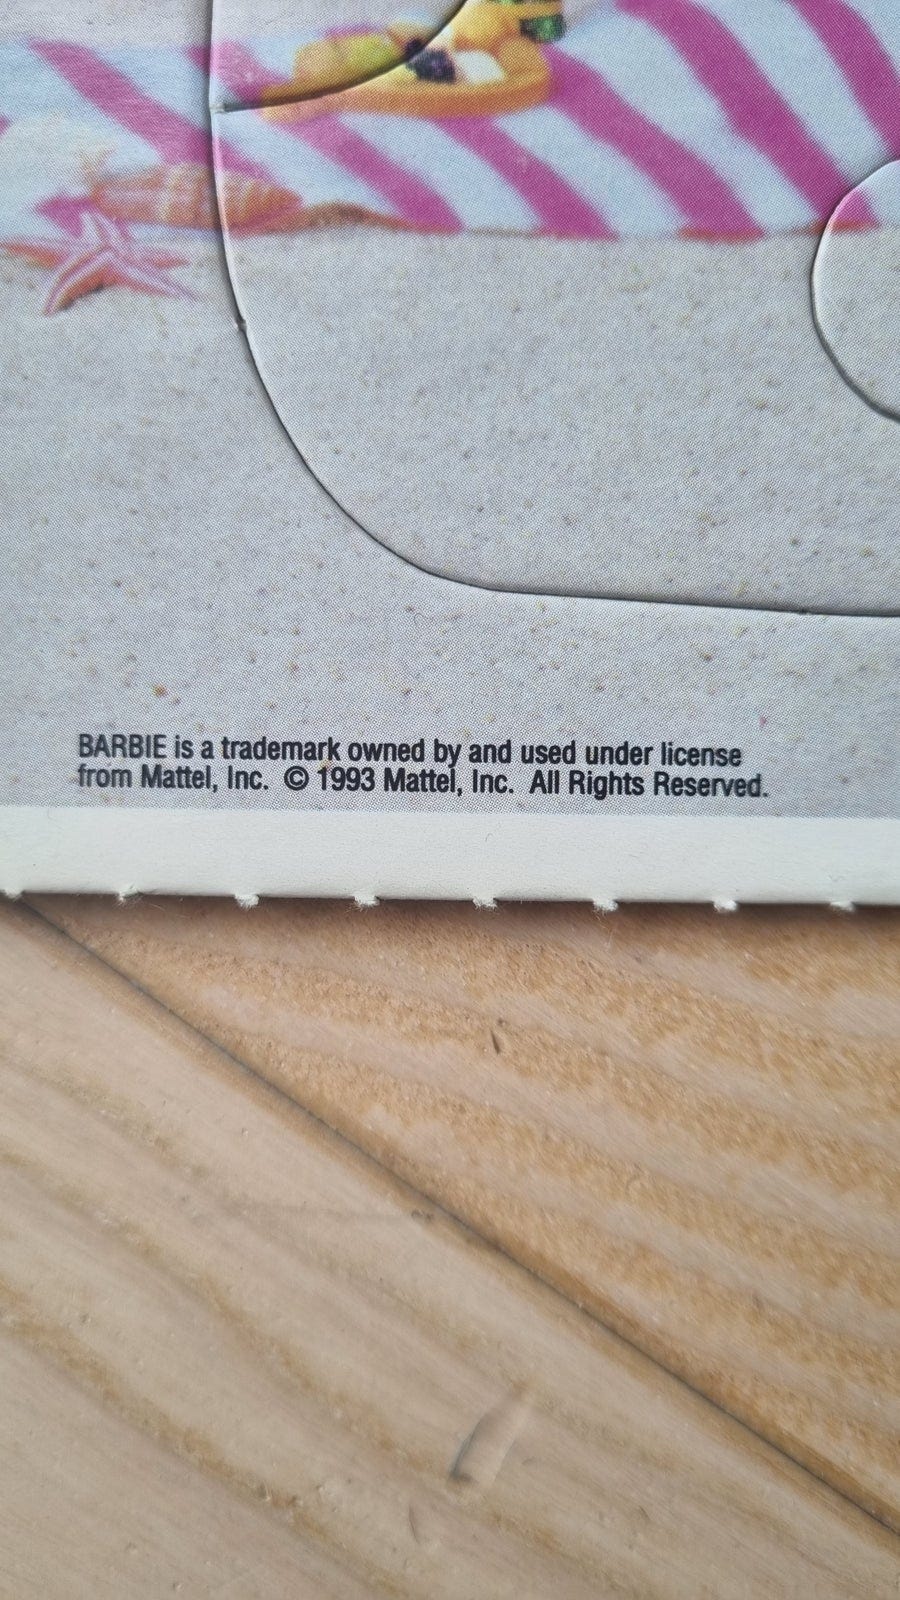 BARBIE is a trademark owned by and used under license
from Mattel, Inc. © 1993 Mattel, Inc. All Rights Reserved.